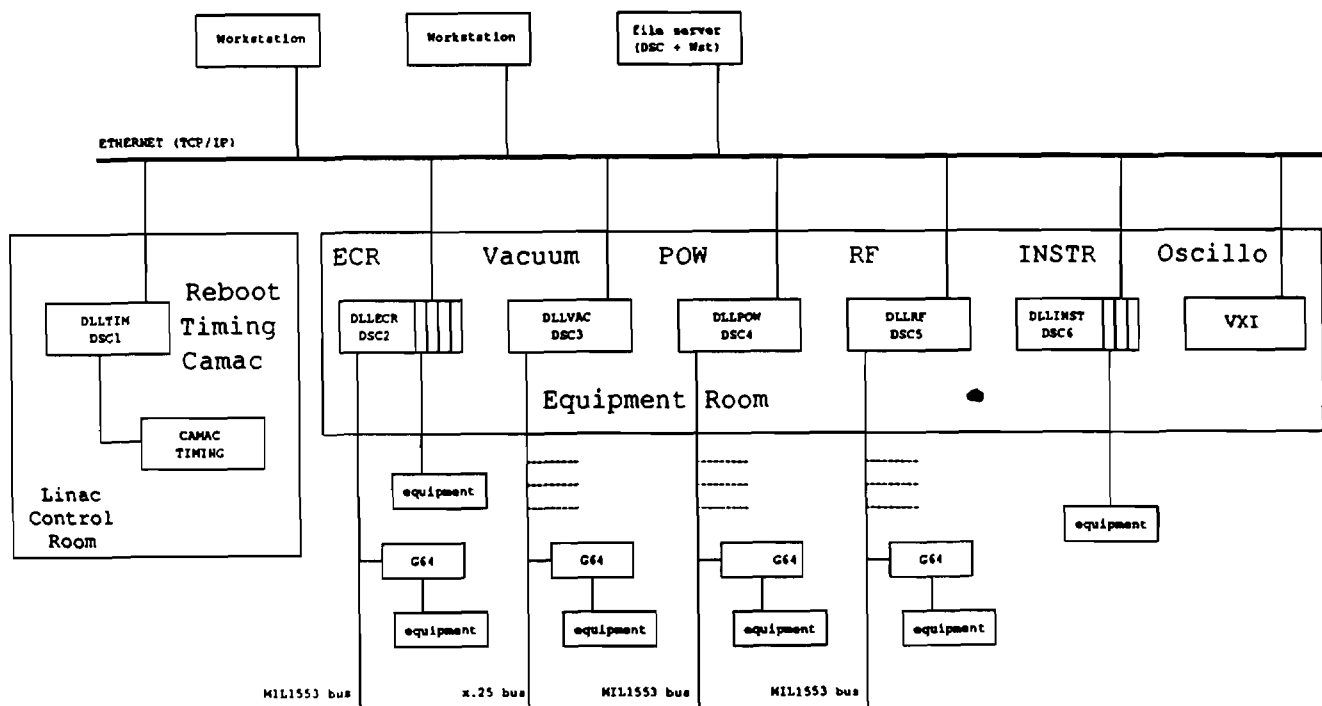 Workstation
Workstation
file server
(DSC + Wst)
ETHERNET (TCP/IP)
ECR
Vacuum
POW
RF
INSTR
Oscillo
Reboot
Timing
Camac
DLLTIM
DSC1
DLLECR
DSC2
DLLVAC
DSC3
DLLPOW
DSC4
DLLRF
DSC5
DLLINST
DSC6
VXI
Equipment Room
CAMAC
TIMING
Linac
Control
Room
equipment
equipment
G64
G64
G64
G64
equipment
equipment
equipment
equipment
MIL1553 bus
x.25 bus
MIL1553 bus
MIL1553 bus